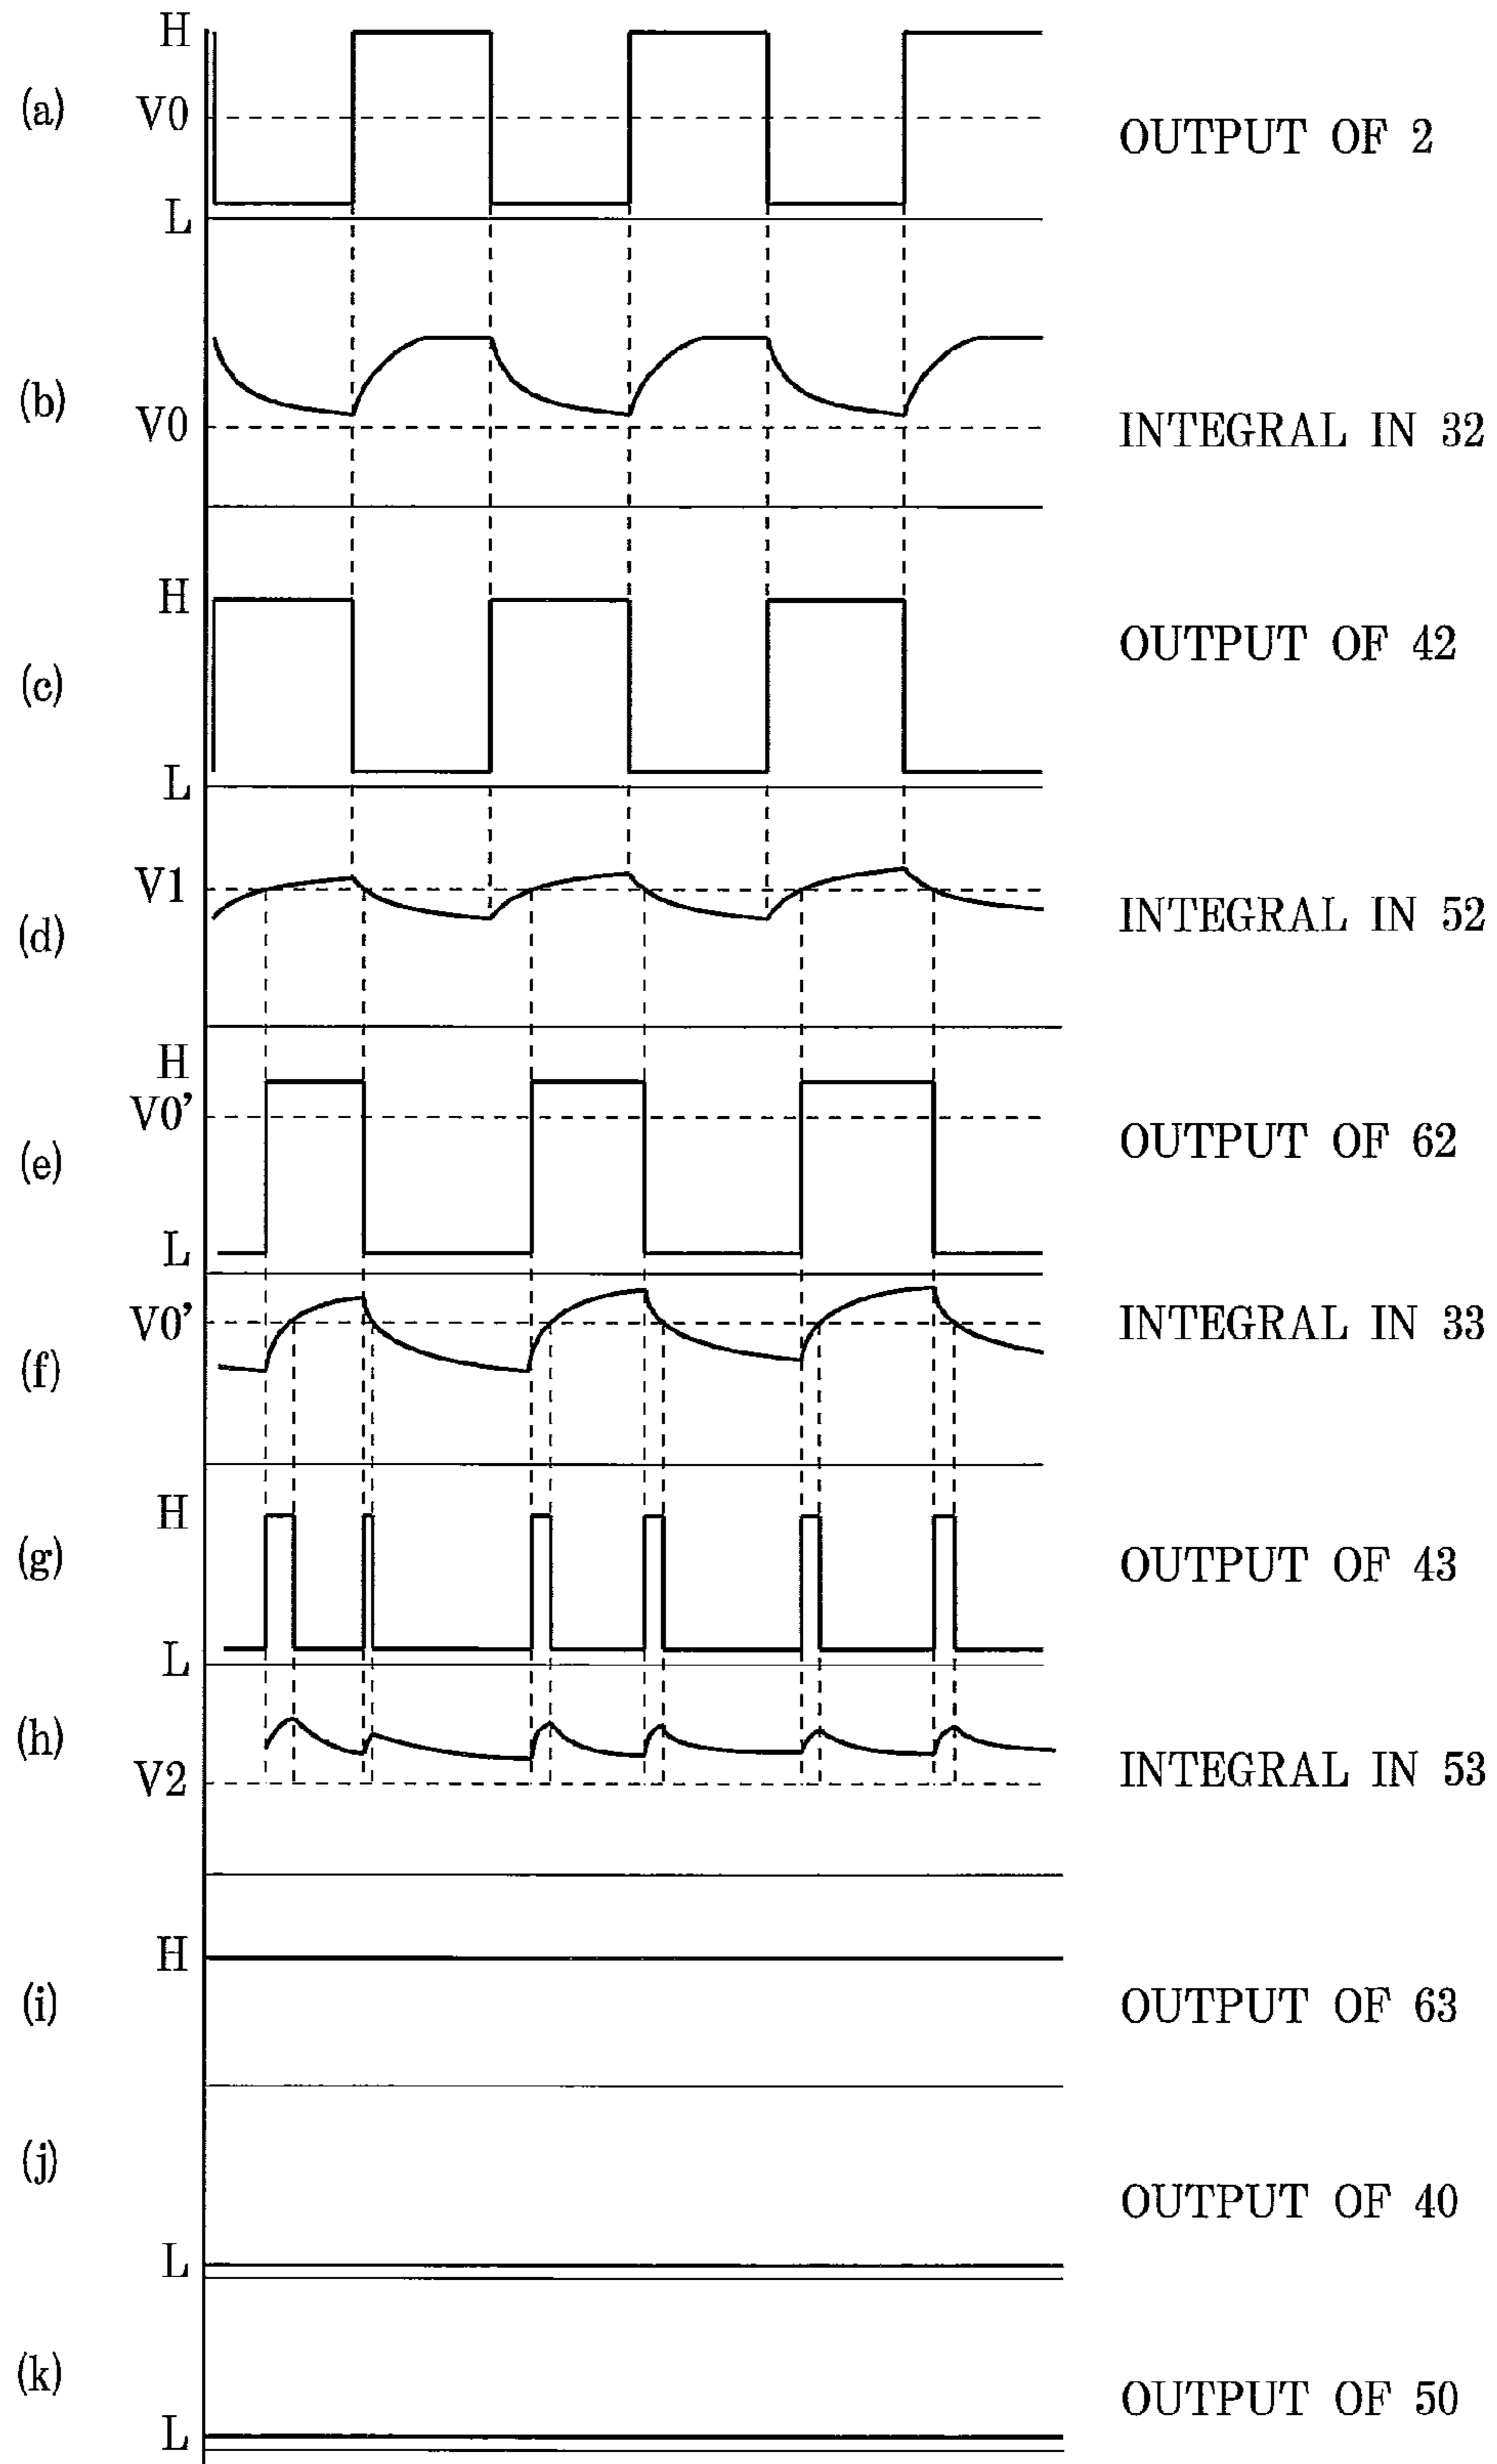 H
(a)
V0
OUTPUT OF 2
L
(b)
V0
INTEGRAL IN 32
H
OUTPUT OF 42
(c)
L
V1
INTEGRAL IN 52
(d)
H
V0'
OUTPUT OF 62
(e)
L
V0'
INTEGRAL IN 33
(f)
H
(g)
OUTPUT OF 43
L
(h)
INTEGRAL IN 53
V2
H
(i)
OUTPUT OF 63
(j)
OUTPUT OF 40
L
(k)
OUTPUT OF 50
L